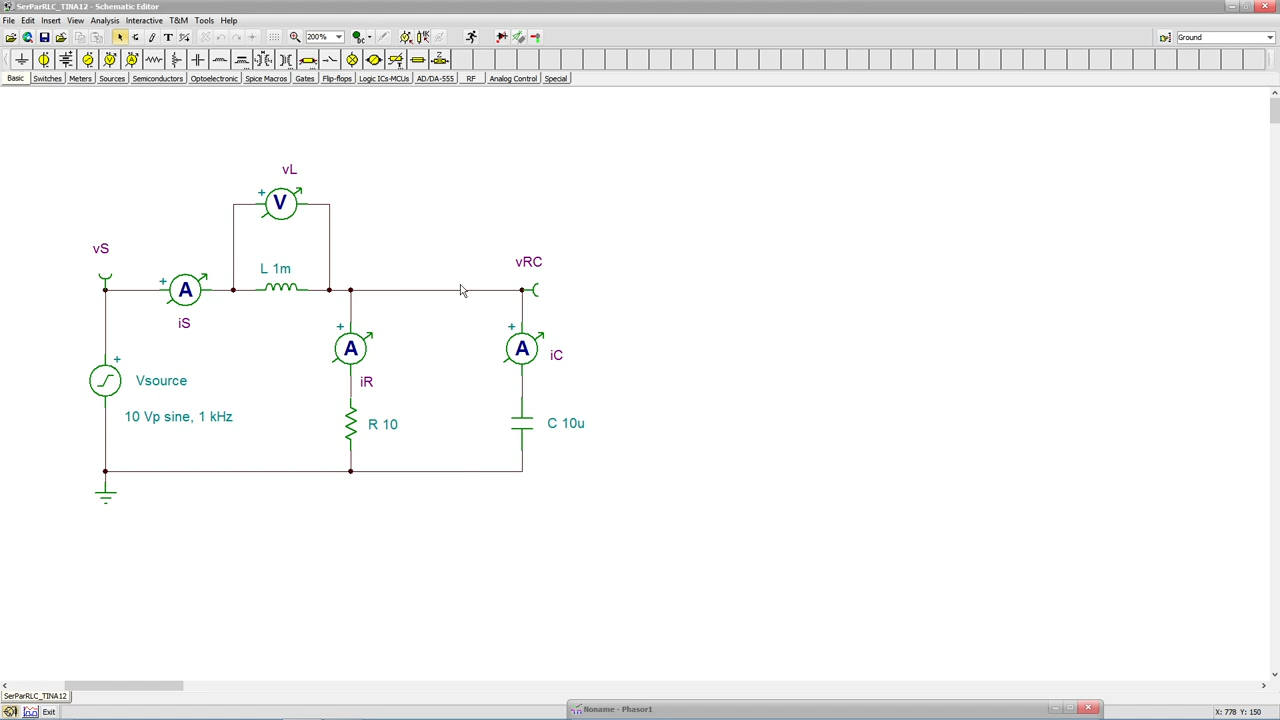 SerParRLC_TINA12 - Schematic Editor
File Edit Insert View Analysis Interactive T&M Tools Help
200%
Ground
Basic Switches Meters Sources Semiconductors Optoelectronic Spice Macros Gates Flip-flops Logic ICs-MCUs AD/DA-555 RF Analog Control Special
vL
+
V
vS
vRC
L 1m
+
A
iS
+
A
+
A
iC
+
Vsource
iR
10 Vp sine, 1 kHz
R 10
C 10u
SerParRLC_TINA12
Exit
Noname - Phasor1
X: 778 Y: 150